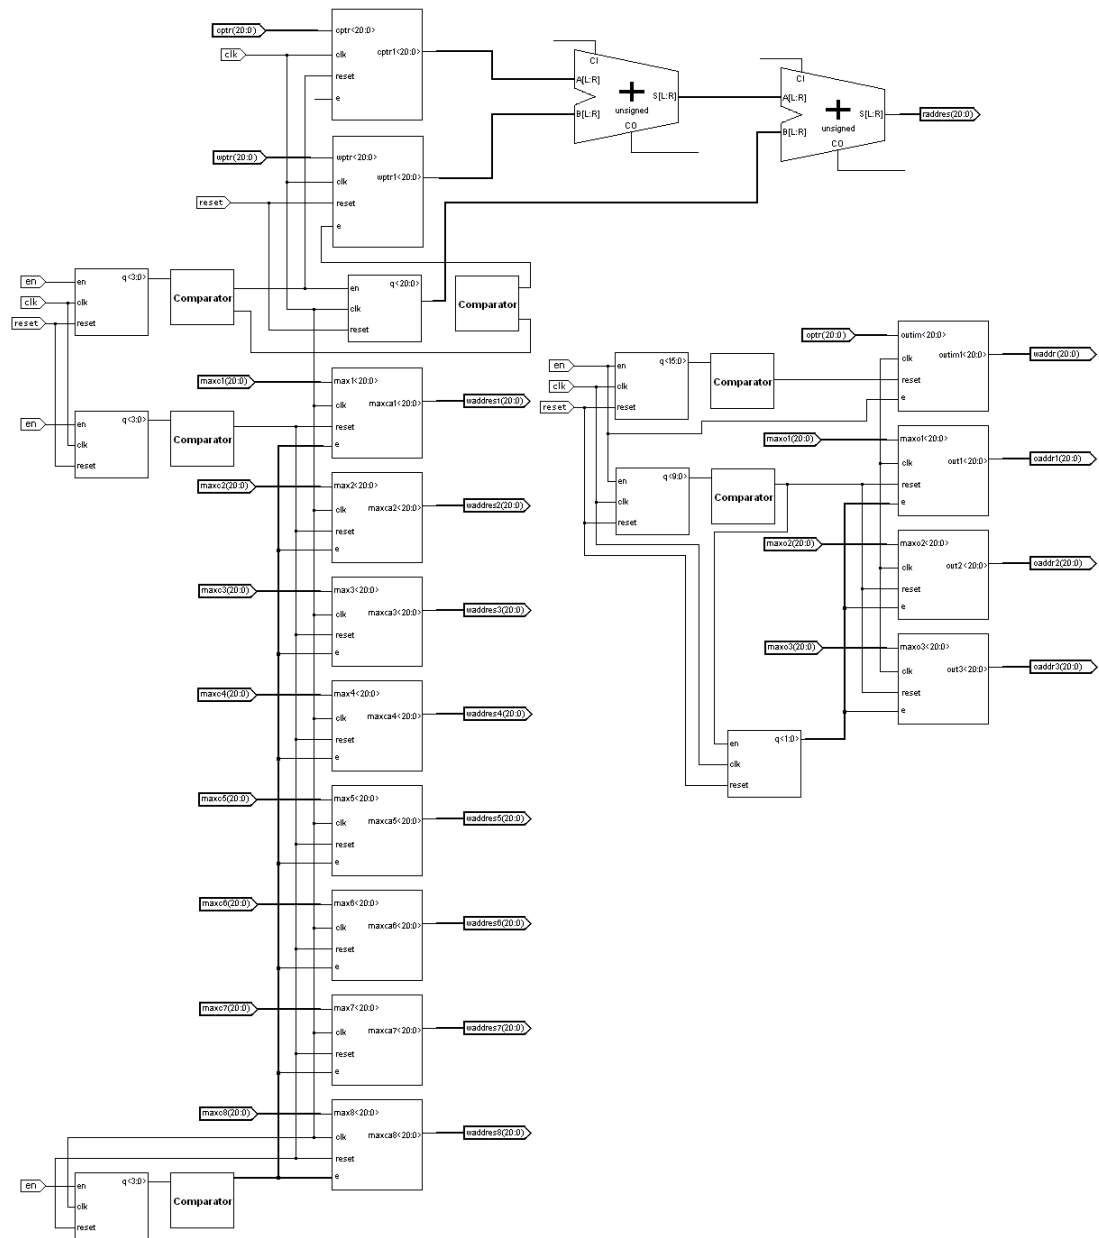 cptr(20:0)
cptr<20:0>
cptr1<20:0>
clk
clk
reset
e
CI
A[L:R]
B[L:R]
S[L:R]
unsigned
CO
CI
A[L:R]
B[L:R]
S[L:R]
unsigned
CO
raddres(20:0)
wptr(20:0)
wptr<20:0>
wptr1<20:0>
clk
reset
reset
e
en
en
q<3:0>
clk
clk
reset
reset
Comparator
en
q<20:0>
clk
reset
Comparator
en
en
q<3:0>
clk
reset
Comparator
maxc1(20:0)
max1<20:0>
maxca1<20:0>
clk
reset
e
waddres1(20:0)
maxc2(20:0)
max2<20:0>
maxca2<20:0>
clk
reset
e
waddres2(20:0)
maxc3(20:0)
max3<20:0>
maxca3<20:0>
clk
reset
e
waddres3(20:0)
maxc4(20:0)
max4<20:0>
maxca4<20:0>
clk
reset
e
waddres4(20:0)
maxc5(20:0)
max5<20:0>
maxca5<20:0>
clk
reset
e
waddres5(20:0)
maxc6(20:0)
max6<20:0>
maxca6<20:0>
clk
reset
e
waddres6(20:0)
maxc7(20:0)
max7<20:0>
maxca7<20:0>
clk
reset
e
waddres7(20:0)
maxc8(20:0)
max8<20:0>
maxca8<20:0>
clk
reset
e
waddres8(20:0)
en
en
q<3:0>
clk
reset
Comparator
optr(20:0)
outim<20:0>
outim1<20:0>
clk
reset
e
waddr(20:0)
en
en
q<15:0>
clk
clk
reset
reset
Comparator
maxo1(20:0)
maxo1<20:0>
out1<20:0>
clk
reset
e
oaddr1(20:0)
en
q<9:0>
clk
reset
Comparator
maxo2(20:0)
maxo2<20:0>
out2<20:0>
clk
reset
e
oaddr2(20:0)
maxo3(20:0)
maxo3<20:0>
out3<20:0>
clk
reset
e
oaddr3(20:0)
en
q<1:0>
clk
reset